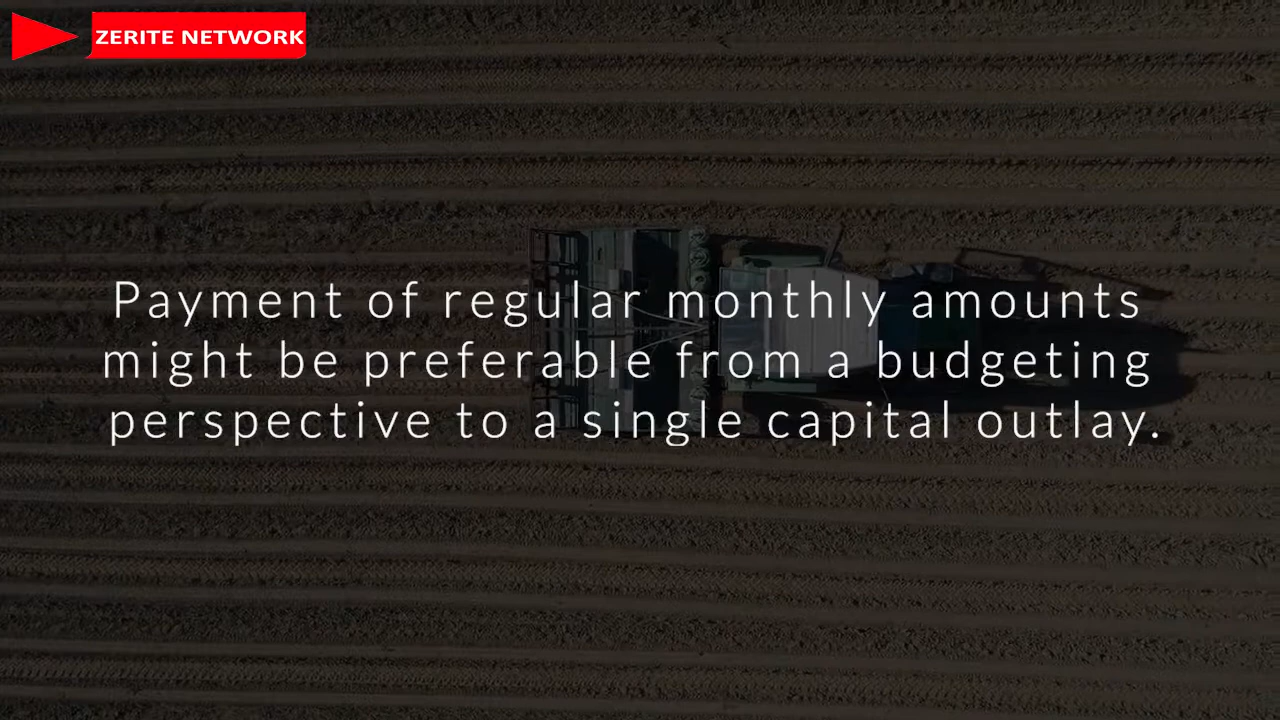 ZERITE NETWORK
Payment of regular monthly amounts
might be preferable from a budgeting
perspective to a single capital outlay.